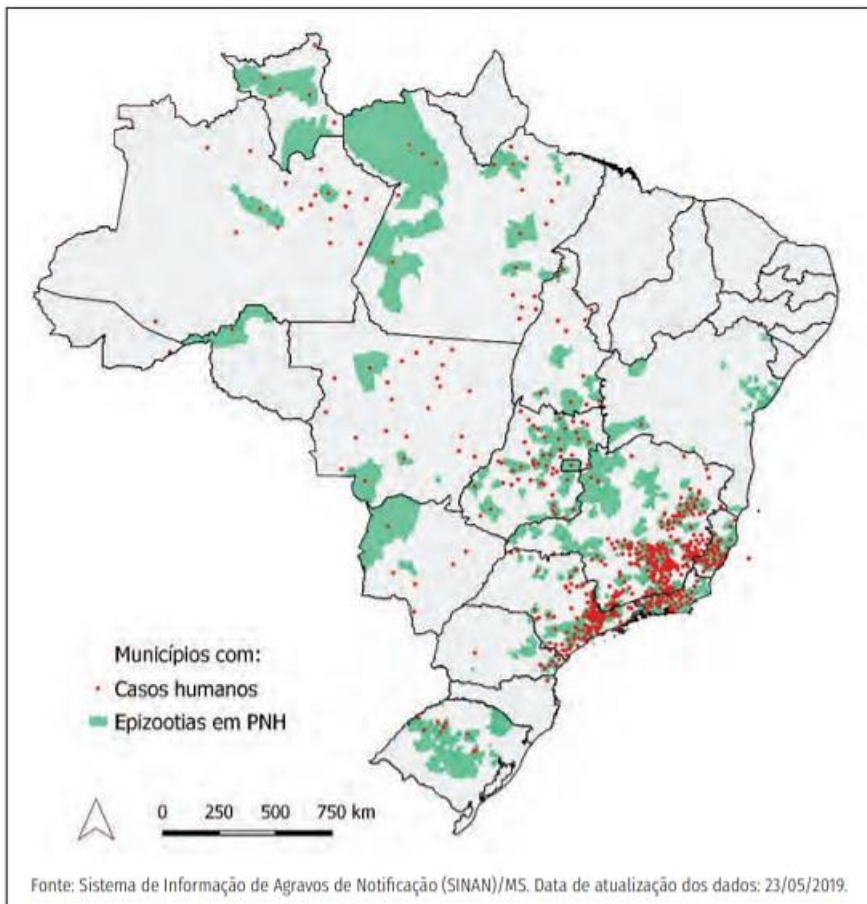 Municípios com:
Casos humanos
Epizootias em PNH
0 250 500 750 km
Fonte: Sistema de Informação de Agravos de Notificação (SINAN)/MS. Data de atualização dos dados: 23/05/2019.